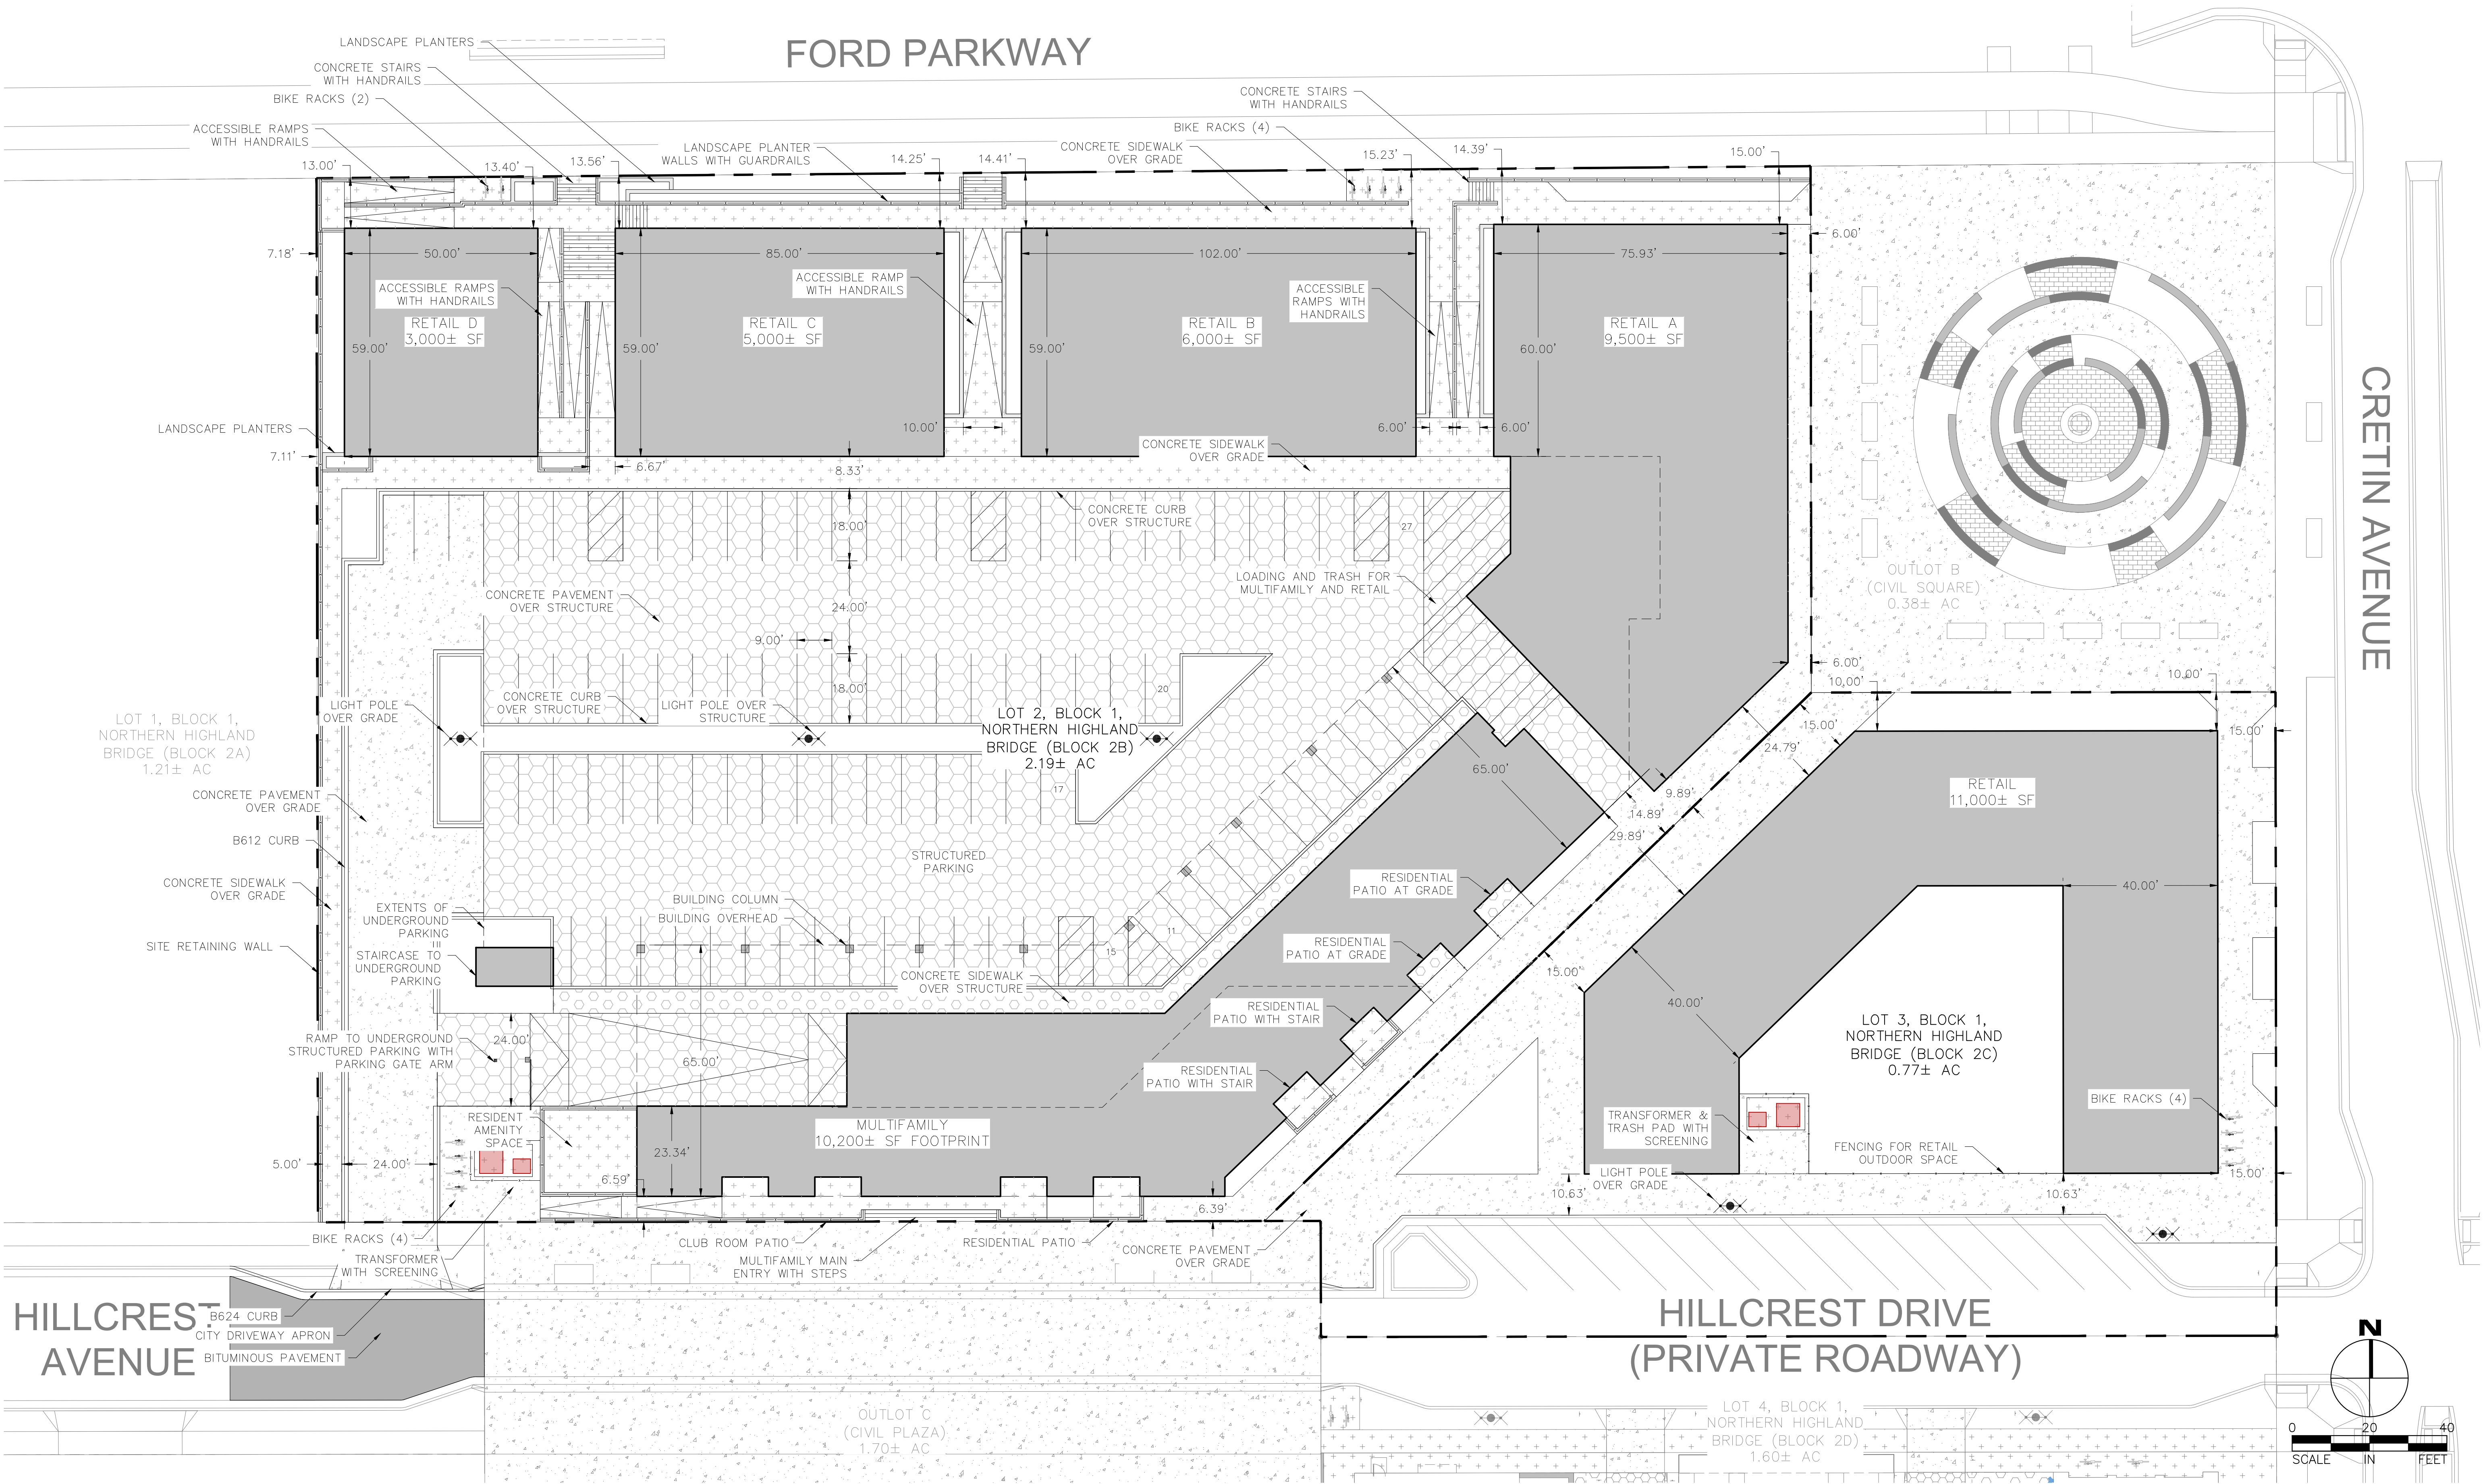 FORD PARKWAY
LANDSCAPE PLANTERS
CONCRETE STAIRS
WITH HANDRAILS
BIKE RACKS (2)
ACCESSIBLE RAMPS
WITH HANDRAILS
LANDSCAPE PLANTER
WALLS WITH GUARDRAILS
CONCRETE SIDEWALK
OVER GRADE
BIKE RACKS (4)
CONCRETE STAIRS
WITH HANDRAILS
13.00'
13.40'
13.56'
14.25'
14.41'
15.23'
14.39'
15.00'
7.18'
50.00'
85.00'
102.00'
75.93'
6.00'
ACCESSIBLE RAMPS
WITH HANDRAILS
ACCESSIBLE RAMP
WITH HANDRAILS
ACCESSIBLE
RAMPS WITH
HANDRAILS
RETAIL D
3,000± SF
RETAIL C
5,000± SF
RETAIL B
6,000± SF
RETAIL A
9,500± SF
59.00'
59.00'
59.00'
60.00'
CRETIN AVENUE
LANDSCAPE PLANTERS
7.11'
10.00'
6.00'
6.00'
6.67'
8.33'
CONCRETE SIDEWALK
OVER GRADE
CONCRETE CURB
OVER STRUCTURE
18.00'
27
CONCRETE PAVEMENT
OVER STRUCTURE
24.00'
9.00'
18.00'
LOADING AND TRASH FOR
MULTIFAMILY AND RETAIL
OUTLOT B
(CIVIL SQUARE)
0.38± AC
6.00'
10.00'
10.00'
LOT 1, BLOCK 1,
NORTHERN HIGHLAND
BRIDGE (BLOCK 2A)
1.21± AC
LIGHT POLE
OVER GRADE
CONCRETE CURB
OVER STRUCTURE
LIGHT POLE OVER
STRUCTURE
20
LOT 2, BLOCK 1,
NORTHERN HIGHLAND
BRIDGE (BLOCK 2B)
2.19± AC
17
15.00'
24.79'
15.00'
65.00'
9.89'
14.89'
29.89'
RETAIL
11,000± SF
CONCRETE PAVEMENT
OVER GRADE
B612 CURB
CONCRETE SIDEWALK
OVER GRADE
STRUCTURED
PARKING
BUILDING COLUMN
BUILDING OVERHEAD
EXTENTS OF
UNDERGROUND
PARKING
SITE RETAINING WALL
STAIRCASE TO
UNDERGROUND
PARKING
11
15
CONCRETE SIDEWALK
OVER STRUCTURE
RESIDENTIAL
PATIO AT GRADE
RESIDENTIAL
PATIO AT GRADE
RESIDENTIAL
PATIO WITH STAIR
RESIDENTIAL
PATIO WITH STAIR
15.00'
40.00'
40.00'
LOT 3, BLOCK 1,
NORTHERN HIGHLAND
BRIDGE (BLOCK 2C)
0.77± AC
RAMP TO UNDERGROUND
STRUCTURED PARKING WITH
PARKING GATE ARM
24.00'
65.00'
RESIDENT
AMENITY
SPACE
MULTIFAMILY
10,200± SF FOOTPRINT
23.34'
5.00'
24.00'
6.59'
6.39'
TRANSFORMER &
TRASH PAD WITH
SCREENING
FENCING FOR RETAIL
OUTDOOR SPACE
BIKE RACKS (4)
LIGHT POLE
OVER GRADE
10.63'
10.63'
15.00'
BIKE RACKS (4)
TRANSFORMER
WITH SCREENING
CLUB ROOM PATIO
MULTIFAMILY MAIN
ENTRY WITH STEPS
RESIDENTIAL PATIO
CONCRETE PAVEMENT
OVER GRADE
HILLCREST
AVENUE
B624 CURB
CITY DRIVEWAY APRON
BITUMINOUS PAVEMENT
HILLCREST DRIVE
(PRIVATE ROADWAY)
OUTLOT C
(CIVIL PLAZA)
1.70± AC
LOT 4, BLOCK 1,
NORTHERN HIGHLAND
BRIDGE (BLOCK 2D)
1.60± AC
N
0 20 40
SCALE IN FEET